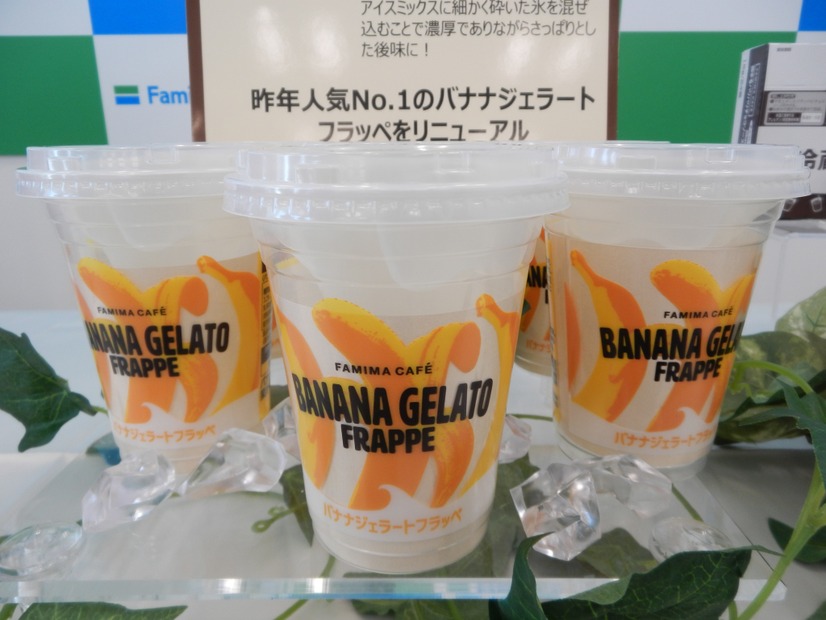 アイスミックスに細かく砕いた氷を混ぜ
込むことで濃厚でありながらさっぱりとし
た後味に！
昨年人気No.1のバナナジェラート
フラッペをリニューアル
Fami
冷蔵
FAMIMA CAFÉ
BANANA GELATO
FRAPPE
バナナジェラートフラッペ
FAMIMA CAFÉ
BANANA GELATO
FRAPPE
バナナジェラートフラッペ
FAMIMA CAFÉ
BANANA GELA
FRAPPE
バナナジェラートフラッペ